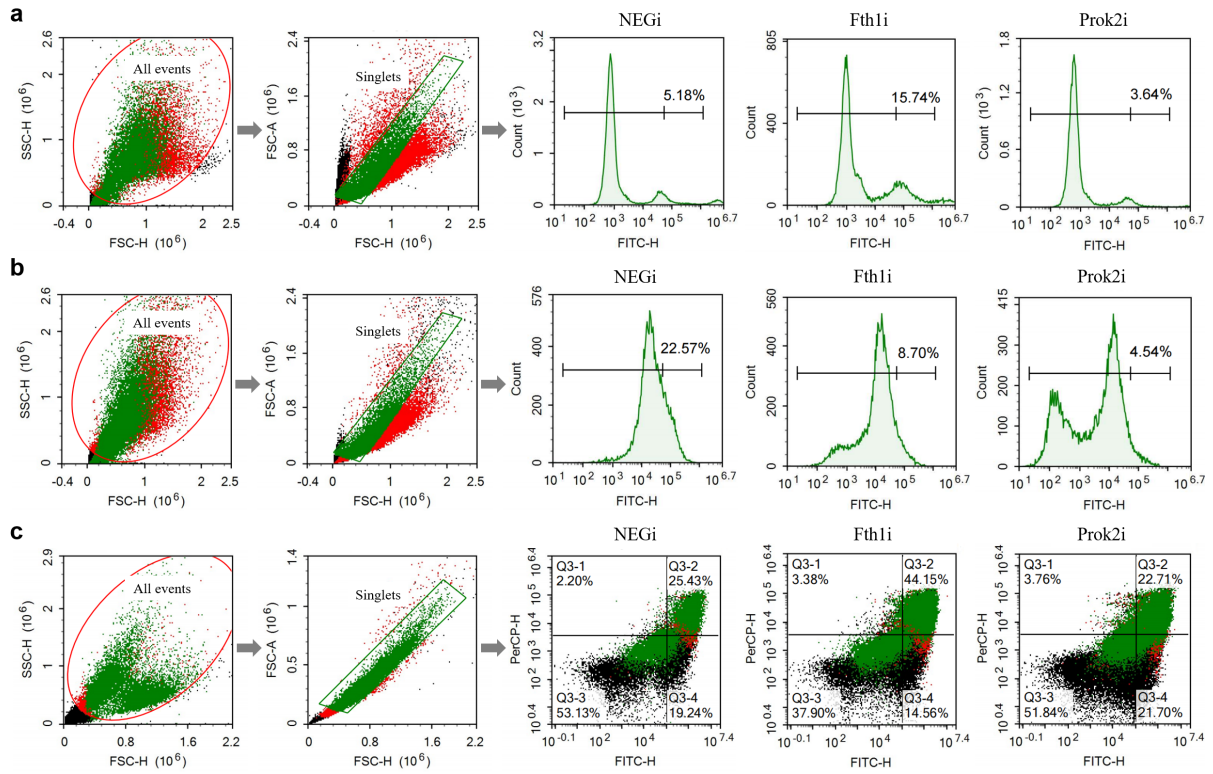 a
NEGi
Fth1i
Prok2i
2.6
2
1
0
SSC-H (10^6)
All events
-0.4 0 1 2 2.5
FSC-H (10^6)
2.4
1.6
0.8
0
FSC-A (10^6)
Singlets
-0.4 0 0.8 1.6 2.5
FSC-H (10^6)
3.2
2
1
0
Count (10^3)
5.18%
10^1 10^2 10^3 10^5 10^6.7
FITC-H
805
400
0
Count
15.74%
10^1 10^2 10^3 10^5 10^6.7
FITC-H
1.8
1.2
0.6
0
Count (10^3)
3.64%
10^1 10^2 10^3 10^5 10^6.7
FITC-H
b
NEGi
Fth1i
Prok2i
2.6
2
1
0
SSC-H (10^6)
All events
-0.4 0 1 2 2.5
FSC-H (10^6)
2.4
1.6
0.8
0
FSC-A (10^6)
Singlets
-0.4 0 0.8 1.6 2.5
FSC-H (10^6)
576
400
200
0
Count
22.57%
10^1 10^2 10^3 10^5 10^6.7
FITC-H
560
400
200
0
Count
8.70%
10^1 10^2 10^3 10^5 10^6.7
FITC-H
415
300
200
100
0
Count
4.54%
10^1 10^2 10^3 10^5 10^6.7
FITC-H
c
NEGi
Fth1i
Prok2i
2.9
2
1
0
SSC-H (10^6)
All events
0 0.8 1.6 2.2
FSC-H (10^6)
1.4
1
0.5
0
FSC-A (10^6)
Singlets
0 0.8 1.6 2.2
FSC-H (10^6)
10^6.4
10^5
10^4
10^3
10^2
10^0.4
PerCP-H
Q3-1
2.20%
Q3-2
25.43%
Q3-3
53.13%
Q3-4
19.24%
10^-0.1 10^2 10^4 10^5 10^7.4
FITC-H
10^6.4
10^5
10^4
10^3
10^2
10^0.4
PerCP-H
Q3-1
3.38%
Q3-2
44.15%
Q3-3
37.90%
Q3-4
14.56%
10^-0.1 10^2 10^4 10^5 10^7.4
FITC-H
10^6.4
10^5
10^4
10^3
10^2
10^0.4
PerCP-H
Q3-1
3.76%
Q3-2
22.71%
Q3-3
51.84%
Q3-4
21.70%
10^-0.1 10^2 10^4 10^5 10^7.4
FITC-H